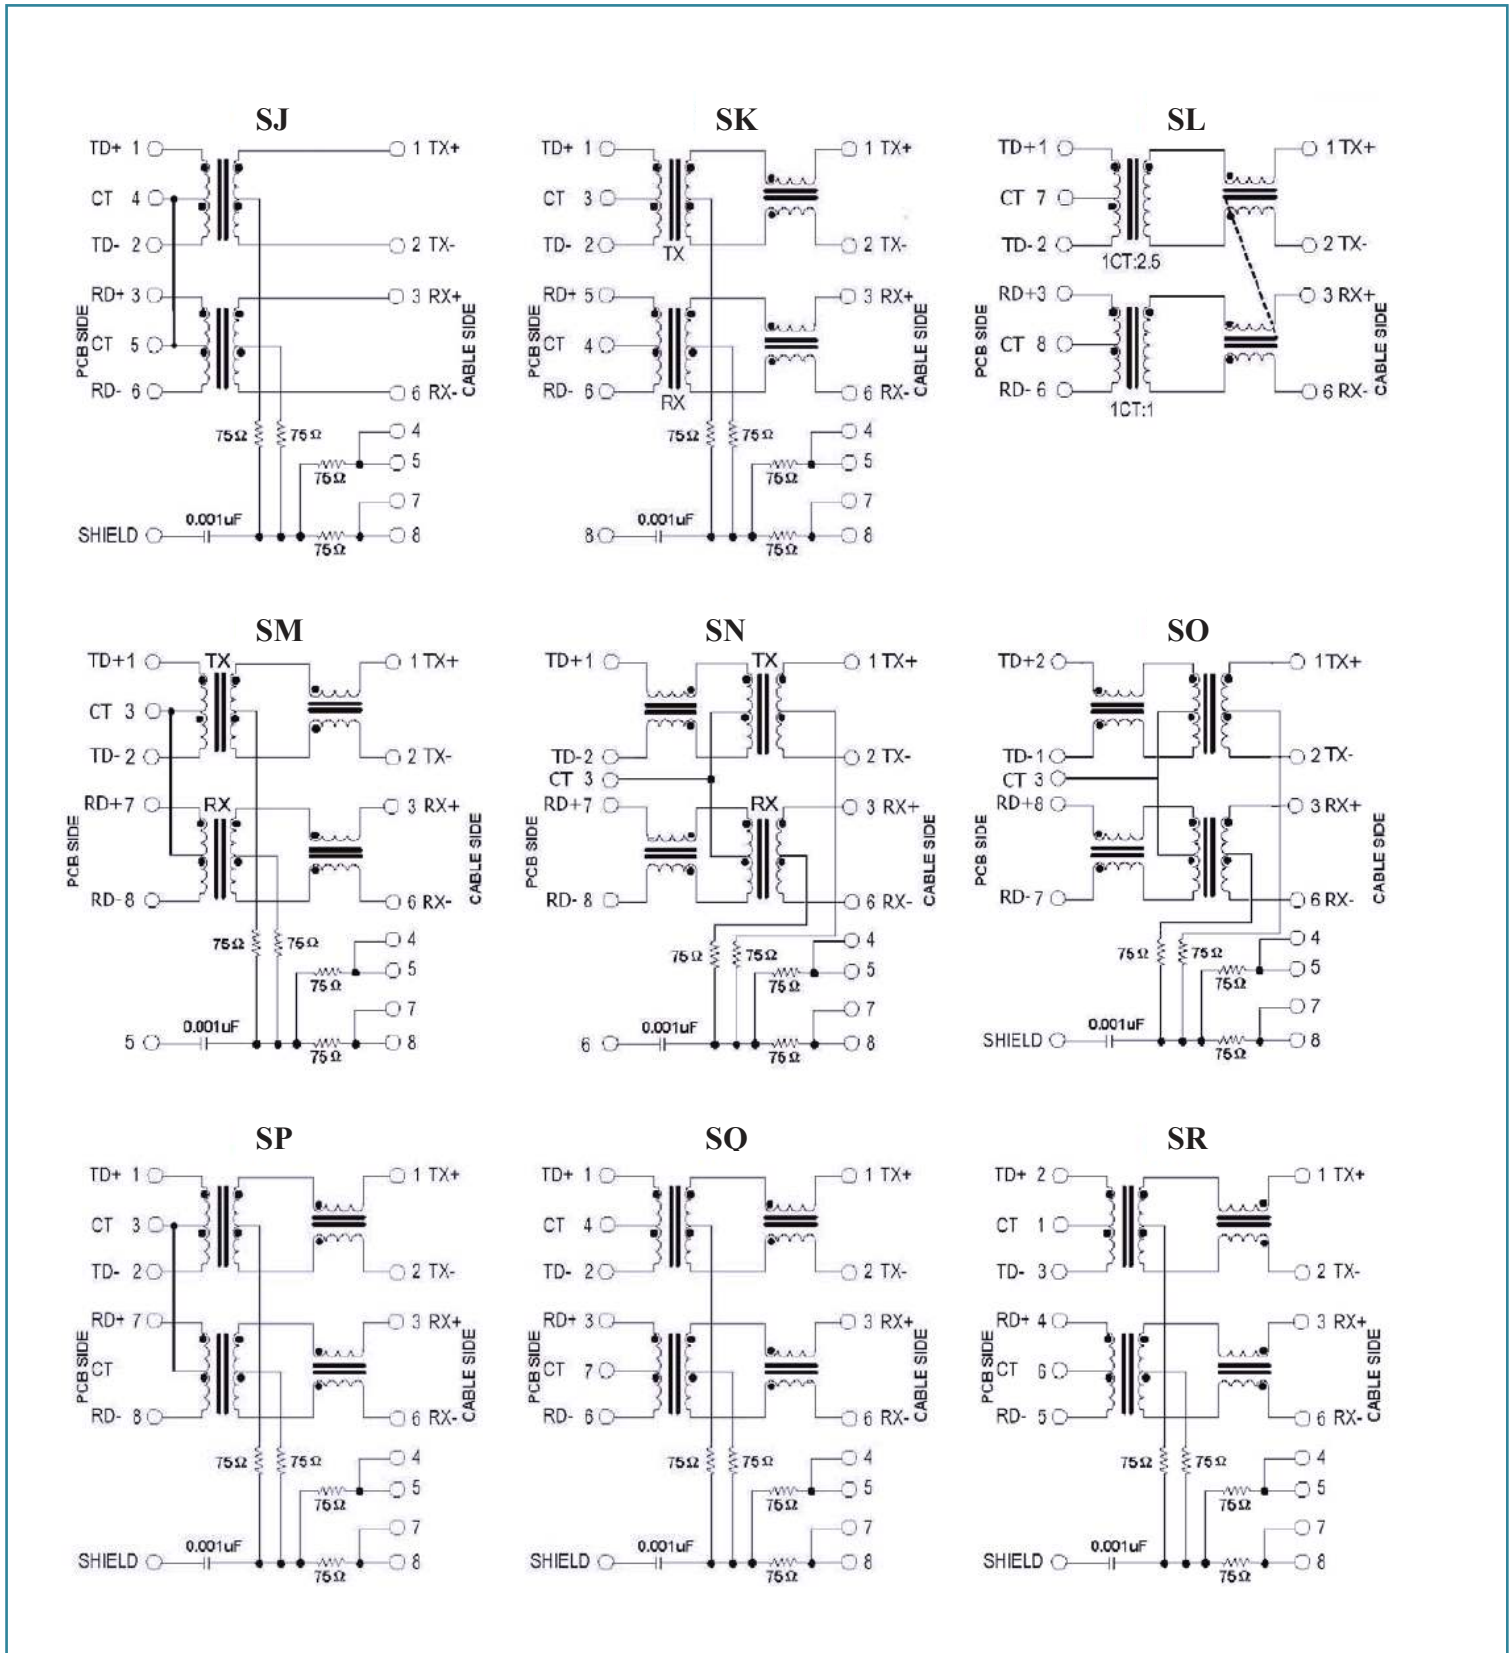 SJ
TD+ 1
1 TX+
CT 4
TD- 2
2 TX-
RD+ 3
3 RX+
PCB SIDE
CT 5
CABLE SIDE
RD- 6
6 RX-
75Ω
75Ω
4
75Ω
5
7
SHIELD
0.001uF
75Ω
8
SK
TD+ 1
1 TX+
CT 3
TD- 2
TX
2 TX-
RD+ 5
3 RX+
PCB SIDE
CT 4
CABLE SIDE
RD- 6
RX
6 RX-
75Ω
75Ω
4
75Ω
5
7
8
0.001uF
75Ω
8
SL
TD+1
1 TX+
CT 7
TD-2
1CT:2.5
2 TX-
RD+3
3 RX+
PCB SIDE
CT 8
CABLE SIDE
RD-6
1CT:1
6 RX-
SM
TD+1
TX
1 TX+
CT 3
TD-2
2 TX-
RD+7
RX
3 RX+
PCB SIDE
CABLE SIDE
RD-8
6 RX-
75Ω
75Ω
4
75Ω
5
7
5
0.001uF
75Ω
8
SN
TD+1
TX
1 TX+
TD-2
2 TX-
CT 3
RD+7
RX
3 RX+
PCB SIDE
CABLE SIDE
RD- 8
6 RX-
75Ω
75Ω
4
75Ω
5
7
6
0.001uF
75Ω
8
SO
TD+2
1TX+
TD-1
2 TX-
CT 3
RD+8
3 RX+
PCB SIDE
CABLE SIDE
RD-7
6 RX-
75Ω
75Ω
4
75Ω
5
7
SHIELD
0.001uF
75Ω
8
SP
TD+ 1
1 TX+
CT 3
TD- 2
2 TX-
RD+ 7
3 RX+
PCB SIDE
CT
CABLE SIDE
RD- 8
6 RX-
75Ω
75Ω
4
75Ω
5
7
SHIELD
0.001uF
75Ω
8
SQ
TD+ 1
1 TX+
CT 4
TD- 2
2 TX-
RD+ 3
3 RX+
PCB SIDE
CT 7
CABLE SIDE
RD- 6
6 RX-
75Ω
75Ω
4
75Ω
5
7
SHIELD
0.001uF
75Ω
8
SR
TD+ 2
1 TX+
CT 1
TD- 3
2 TX-
RD+ 4
3 RX+
PCB SIDE
CT 6
CABLE SIDE
RD- 5
6 RX-
75Ω
75Ω
4
75Ω
5
7
SHIELD
0.001uF
75Ω
8